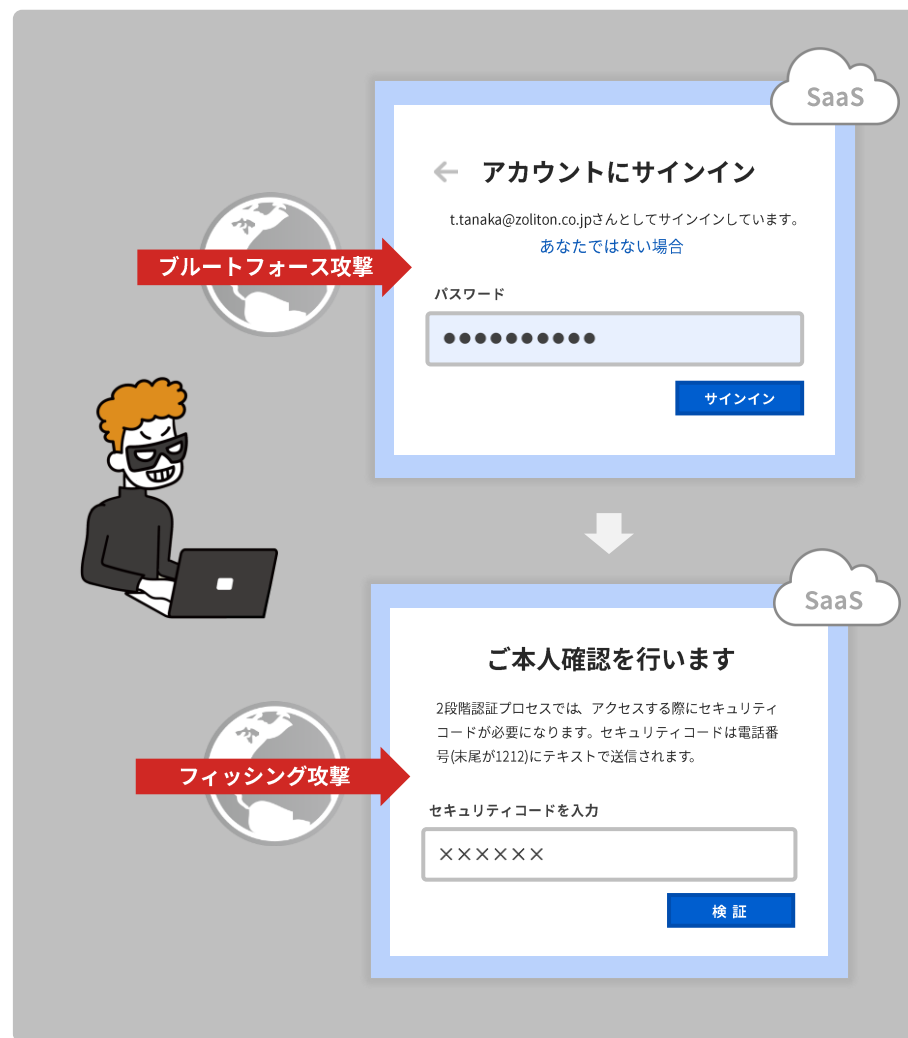 SaaS
アカウントにサインイン
t.tanaka@zoliton.co.jpさんとしてサインインしています。
あなたではない場合
ブルートフォース攻撃
パスワード
●●●●●●●●●●
サインイン
SaaS
ご本人確認を行います
2段階認証プロセスでは、アクセスする際にセキュリティ
コードが必要になります。セキュリティコードは電話番
号(末尾が1212)にテキストで送信されます。
フィッシング攻撃
セキュリティコードを入力
××××××
検 証